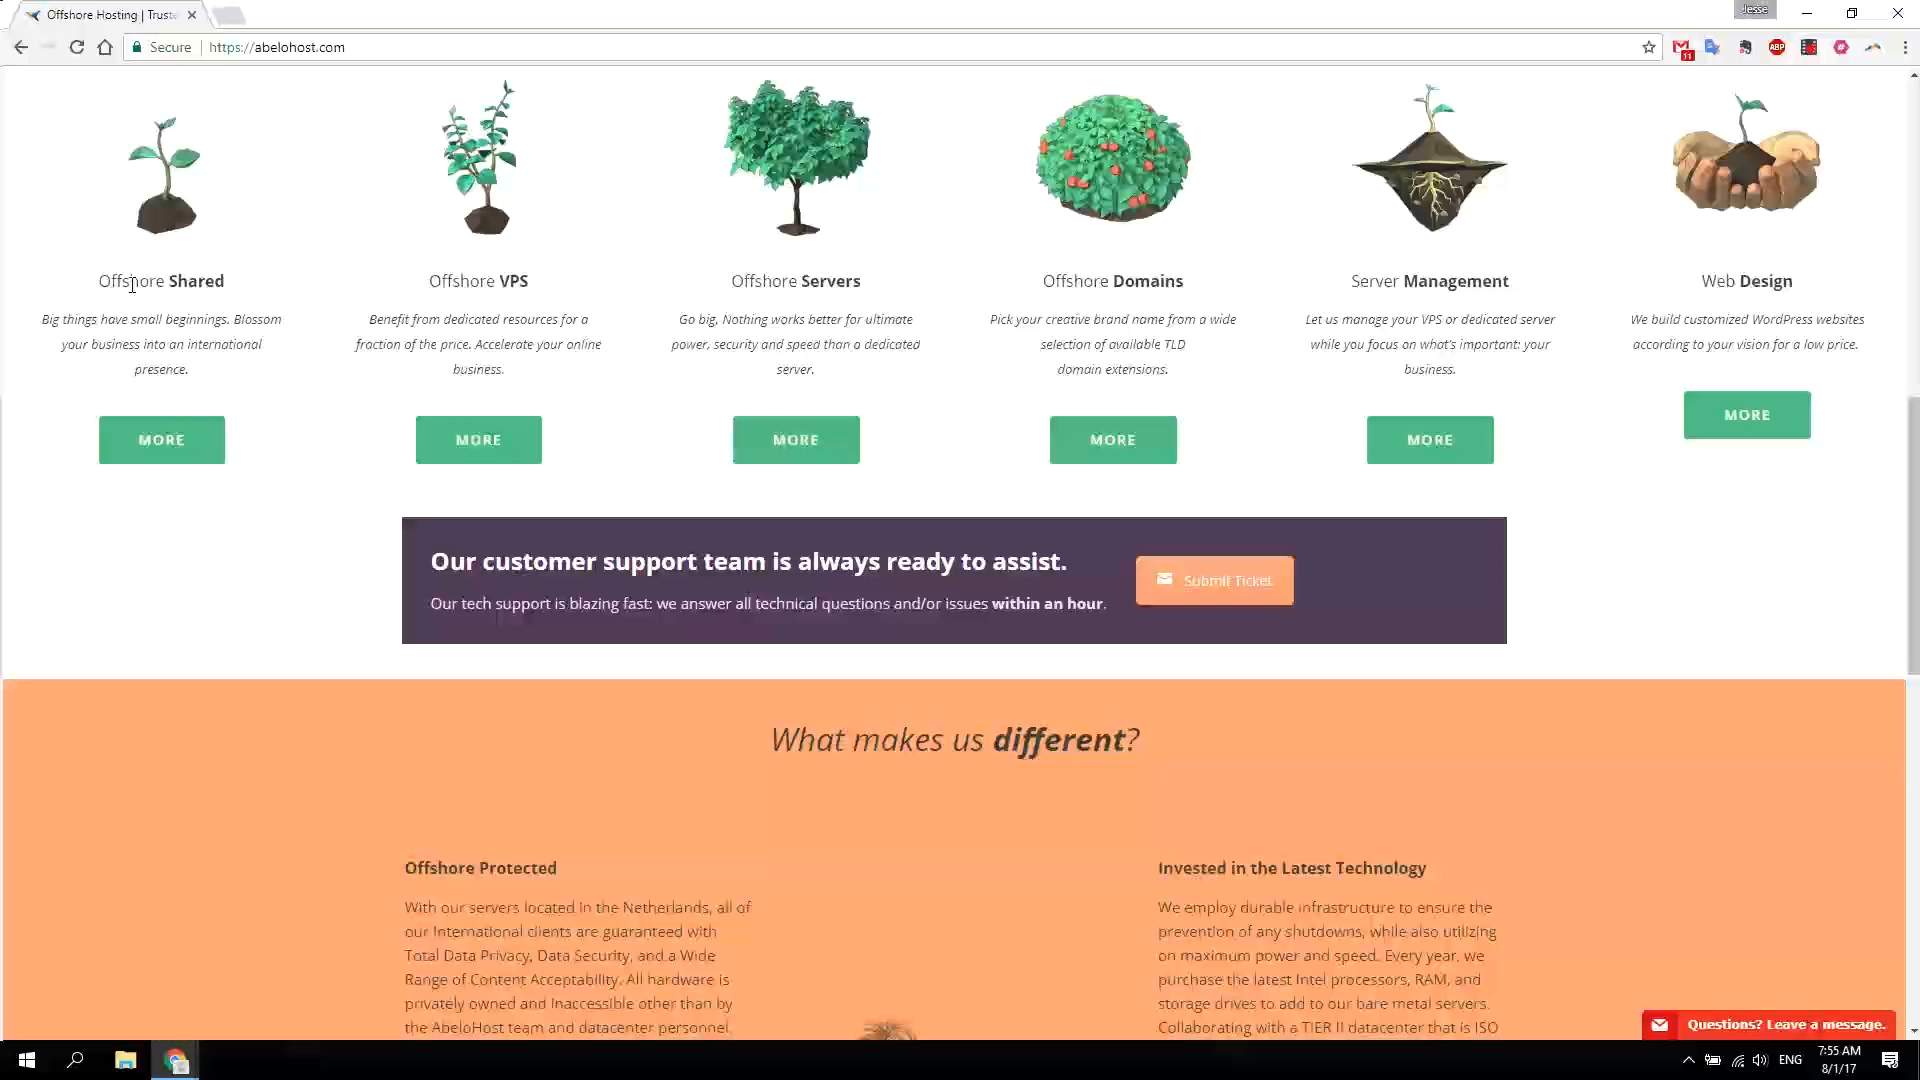 Offshore Hosting | Trust
Jesse
Secure
https://abelohost.com
11
ABP
Offshore Shared
Big things have small beginnings. Blossom
your business into an international
presence.
MORE
Offshore VPS
Benefit from dedicated resources for a
fraction of the price. Accelerate your online
business.
MORE
Offshore Servers
Go big, Nothing works better for ultimate
power, security and speed than a dedicated
server.
MORE
Offshore Domains
Pick your creative brand name from a wide
selection of available TLD
domain extensions.
MORE
Server Management
Let us manage your VPS or dedicated server
while you focus on what's important: your
business.
MORE
Web Design
We build customized WordPress websites
according to your vision for a low price.
MORE
Our customer support team is always ready to assist.
Our tech support is blazing fast: we answer all technical questions and/or issues within an hour.
Submit Ticket
What makes us different?
Offshore Protected
With our servers located in the Netherlands, all of
our International clients are guaranteed with
Total Data Privacy, Data Security, and a Wide
Range of Content Acceptability. All hardware is
privately owned and inaccessible other than by
the AbeloHost team and datacenter personnel.
Invested in the Latest Technology
We employ durable infrastructure to ensure the
prevention of any shutdowns, while also utilizing
on maximum power and speed. Every year, we
purchase the latest Intel processors, RAM, and
storage drives to add to our bare metal servers.
Collaborating with a TIER II datacenter that is ISO
Questions? Leave a message.
ENG
7:55 AM
8/1/17